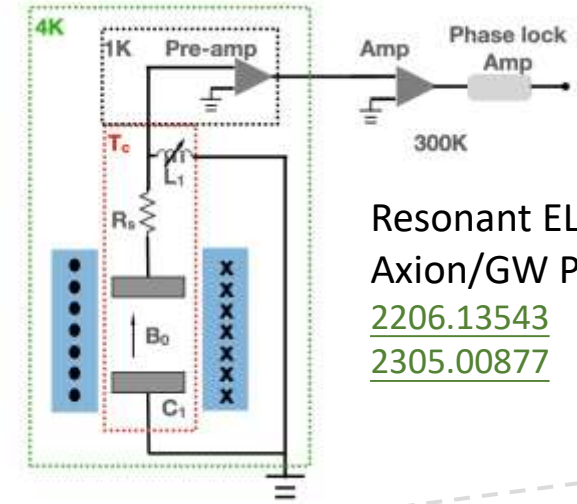 4K
1K Pre-amp
Amp
Phase lock
Amp
300K
Tc
L1
Rs
B0
C1
x
x
x
x
x
x
x
Resonant EL
Axion/GW P
2206.13543
2305.00877